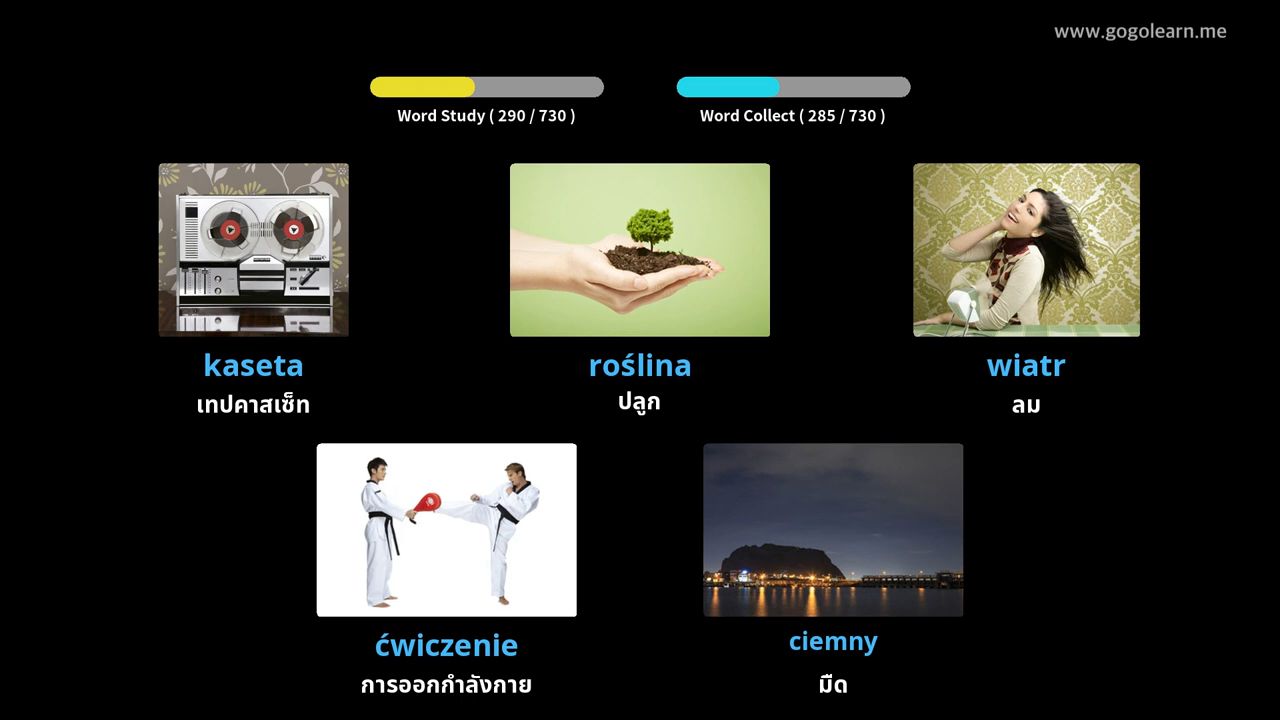 www.gogolearn.me
Word Study ( 290 / 730 )
Word Collect ( 285 / 730 )
kaseta
เทปคาสเซ็ท
roślina
ปลูก
wiatr
ลม
ćwiczenie
การออกกำลังกาย
ciemny
มืด